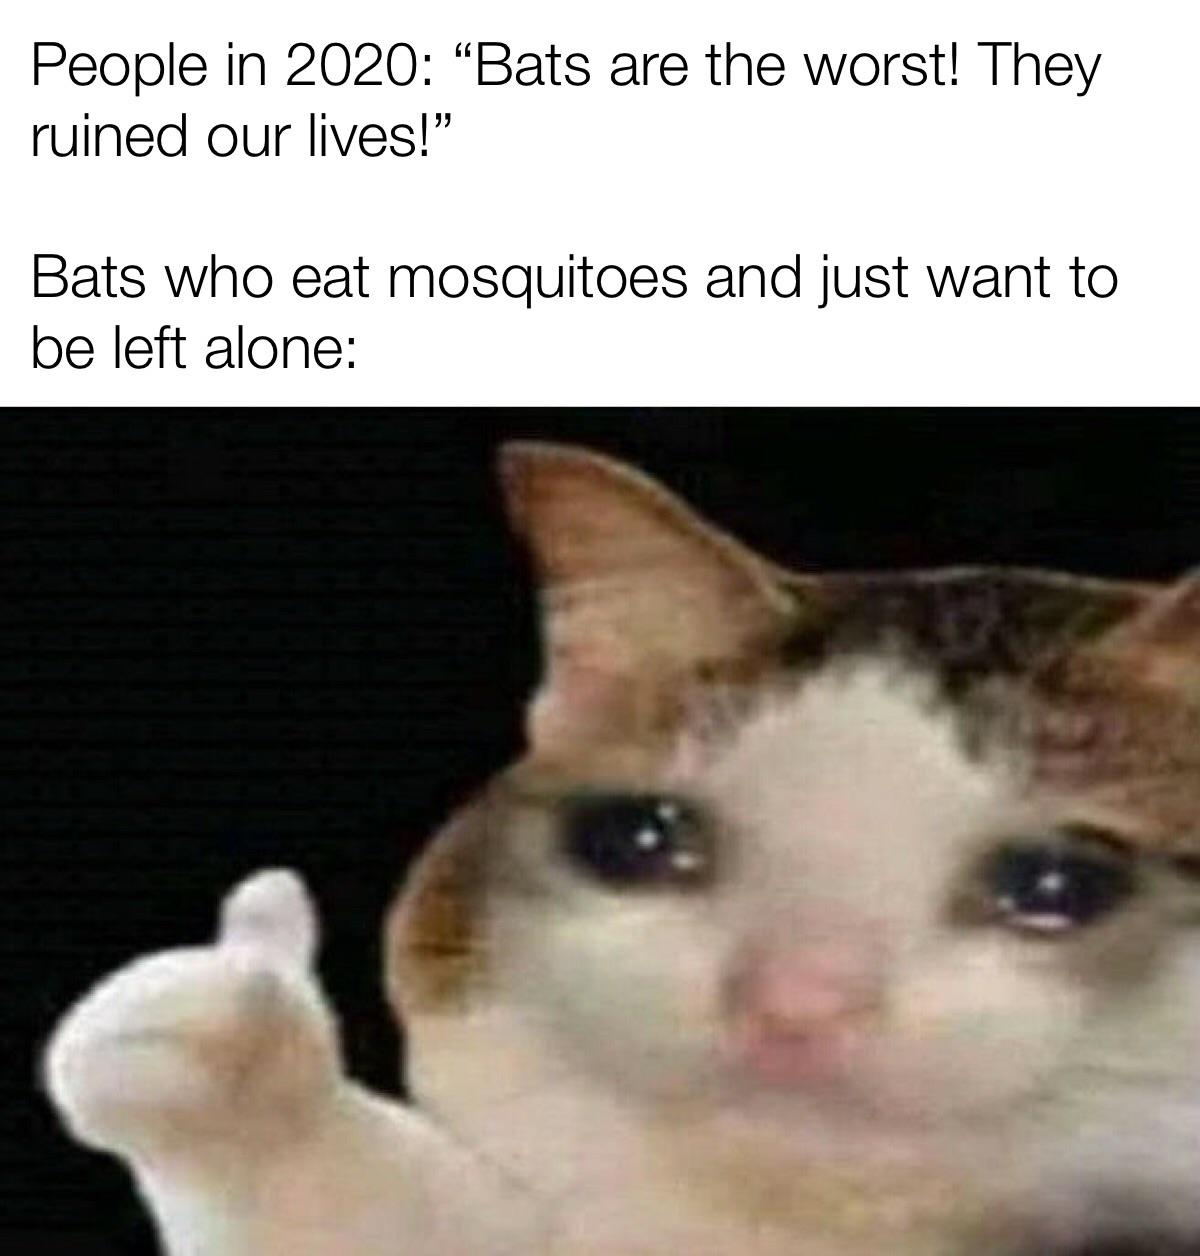 People in 2020: “Bats are the worst! They
ruined our lives!”
Bats who eat mosquitoes and just want to
be left alone: